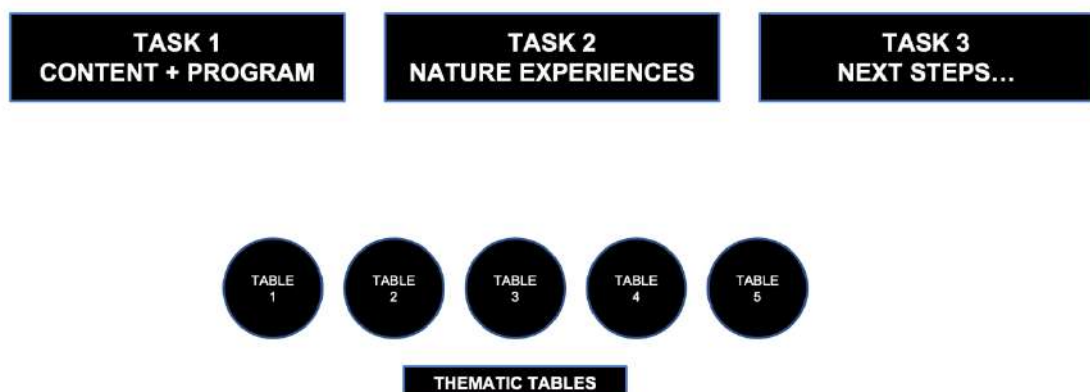 TASK 1
CONTENT + PROGRAM
TASK 2
NATURE EXPERIENCES
TASK 3
NEXT STEPS...
TABLE
1
TABLE
2
TABLE
3
TABLE
4
TABLE
5
THEMATIC TABLES